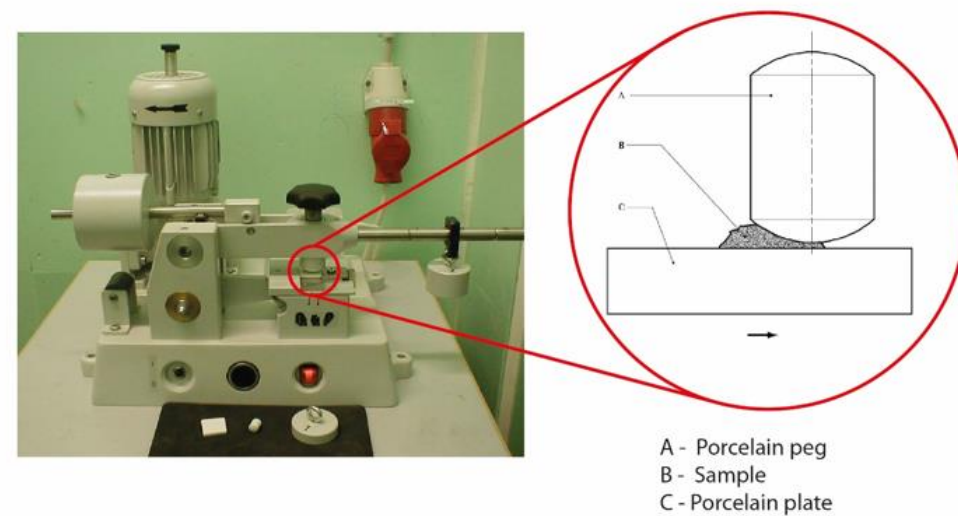 A
B
C
A - Porcelain peg
B - Sample
C - Porcelain plate